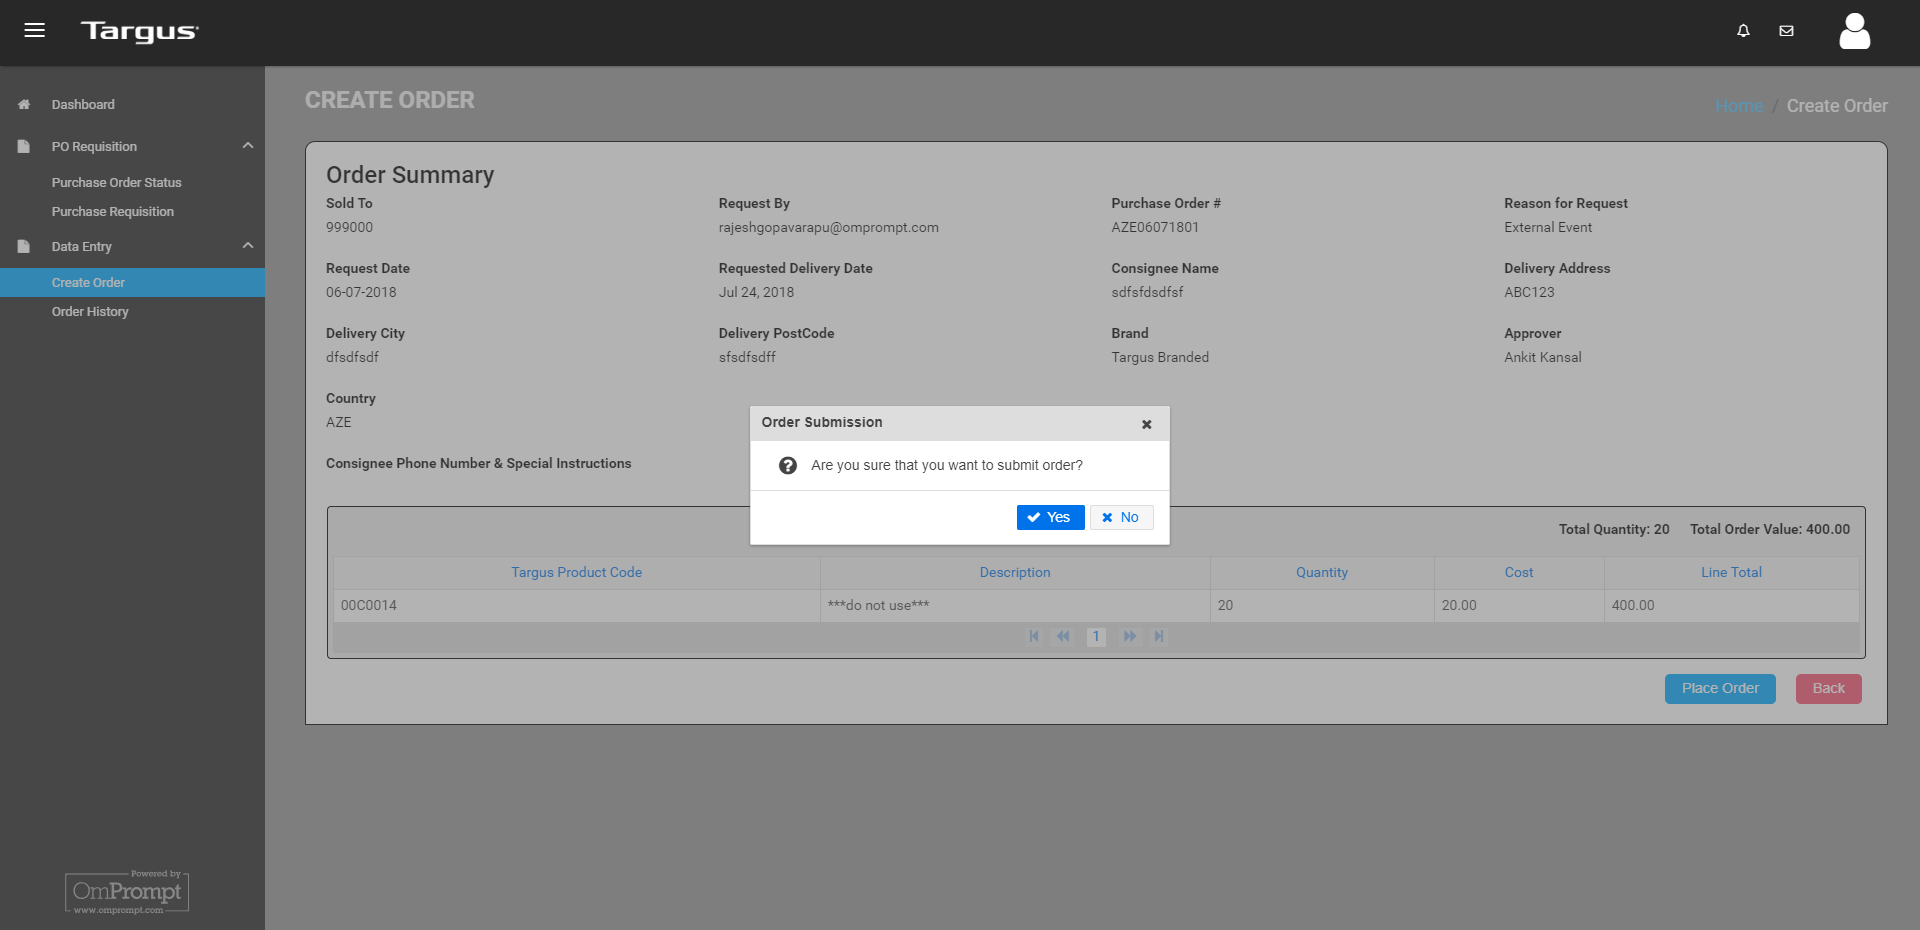 Targus
Dashboard
PO Requisition
Purchase Order Status
Purchase Requisition
Data Entry
Create Order
Order History
Powered by
OmPrompt
www.omprompt.com
CREATE ORDER
Home / Create Order
Order Summary
Sold To
999000
Request By
rajeshgopavarapu@omprompt.com
Purchase Order #
AZE06071801
Reason for Request
External Event
Request Date
06-07-2018
Requested Delivery Date
Jul 24, 2018
Consignee Name
sdfsfdsdfsf
Delivery Address
ABC123
Delivery City
dfsdfsdf
Delivery PostCode
sfsdfsdff
Brand
Targus Branded
Approver
Ankit Kansal
Country
AZE
Consignee Phone Number & Special Instructions
Order Submission
Are you sure that you want to submit order?
Yes
No
Total Quantity: 20 Total Order Value: 400.00
Targus Product Code Description Quantity Cost Line Total
00C0014 ***do not use*** 20 20.00 400.00
1
Place Order
Back